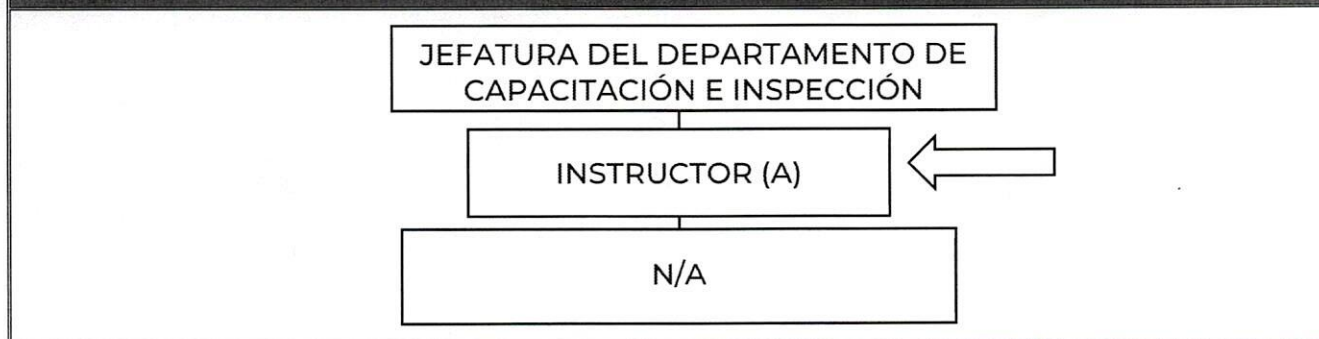 JEFATURA DEL DEPARTAMENTO DE
CAPACITACIÓN E INSPECCIÓN
INSTRUCTOR (A)
N/A